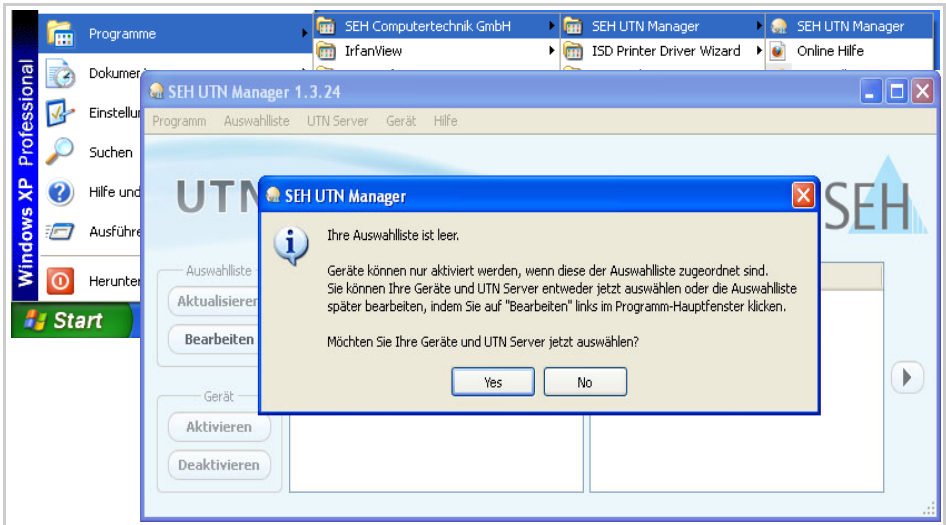 Windows XP Professional
Programme
SEH Computertechnik GmbH
SEH UTN Manager
SEH UTN Manager
IrfanView
ISD Printer Driver Wizard
Online Hilfe
Dokumen
Einstellun
Suchen
Hilfe und
Ausführe
Herunter
Start
SEH UTN Manager 1.3.24
Programm Auswahlliste UTN Server Gerät Hilfe
UTN
SEH
SEH UTN Manager
Ihre Auswahlliste ist leer.
Geräte können nur aktiviert werden, wenn diese der Auswahlliste zugeordnet sind.
Sie können Ihre Geräte und UTN Server entweder jetzt auswählen oder die Auswahlliste
später bearbeiten, indem Sie auf "Bearbeiten" links im Programm-Hauptfenster klicken.
Möchten Sie Ihre Geräte und UTN Server jetzt auswählen?
Yes
No
Auswahlliste
Aktualisieren
Bearbeiten
Gerät
Aktivieren
Deaktivieren